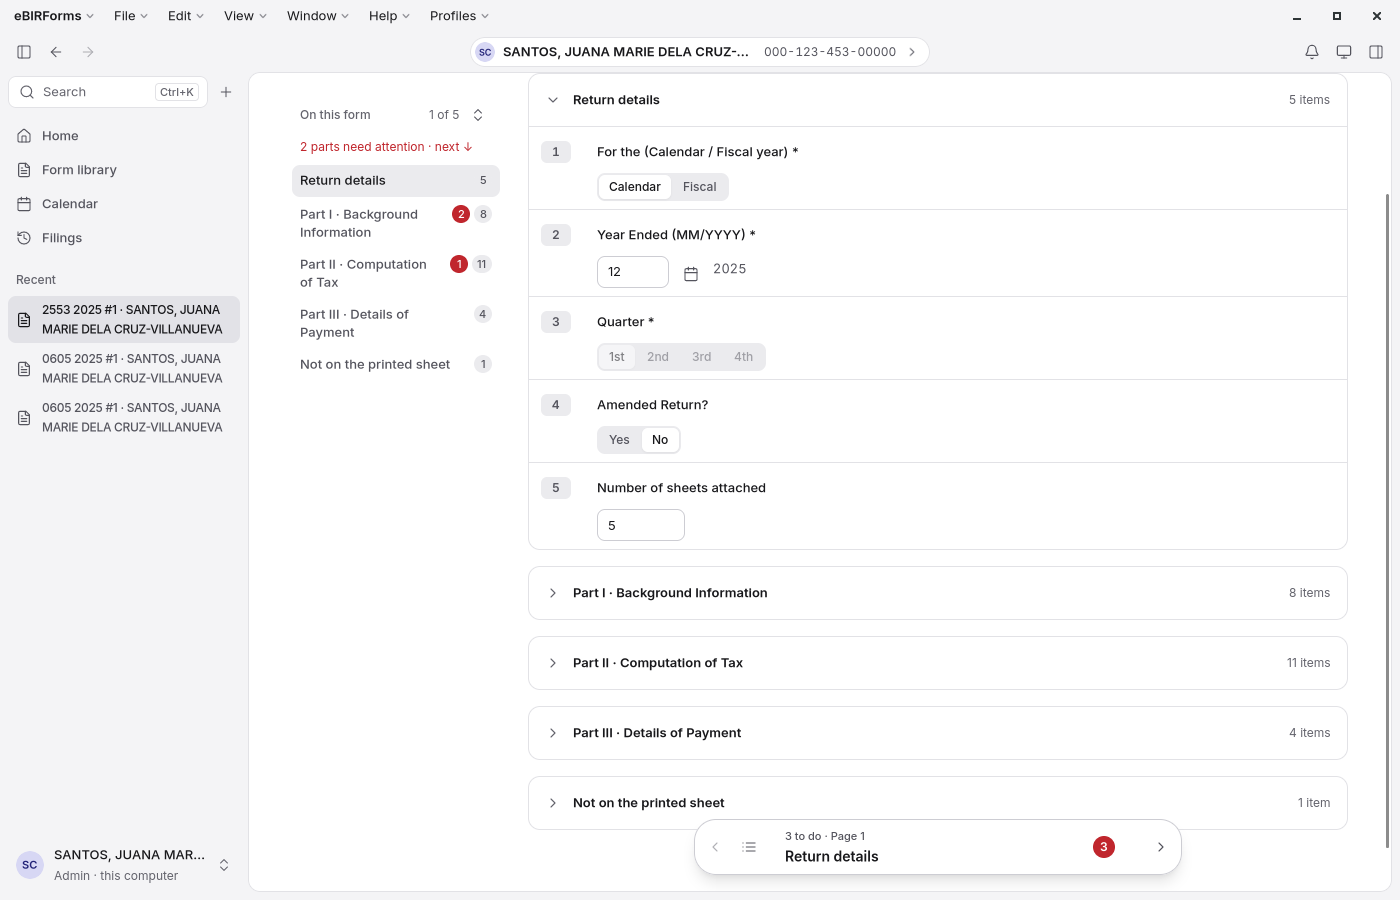 eBIRForms File Edit View Window Help Profiles
SC SANTOS, JUANA MARIE DELA CRUZ-... 000-123-453-00000
Search Ctrl+K
Home
Form library
Calendar
Filings
Recent
2553 2025 #1 · SANTOS, JUANA
MARIE DELA CRUZ-VILLANUEVA
0605 2025 #1 · SANTOS, JUANA
MARIE DELA CRUZ-VILLANUEVA
0605 2025 #1 · SANTOS, JUANA
MARIE DELA CRUZ-VILLANUEVA
SC SANTOS, JUANA MAR...
Admin · this computer
On this form 1 of 5
2 parts need attention · next ↓
Return details 5
Part I · Background 2 8
Information
Part II · Computation 1 11
of Tax
Part III · Details of 4
Payment
Not on the printed sheet 1
Return details 5 items
1 For the (Calendar / Fiscal year) *
Calendar Fiscal
2 Year Ended (MM/YYYY) *
12 2025
3 Quarter *
1st 2nd 3rd 4th
4 Amended Return?
Yes No
5 Number of sheets attached
5
Part I · Background Information 8 items
Part II · Computation of Tax 11 items
Part III · Details of Payment 4 items
Not on the printed sheet 1 item
3 to do · Page 1
Return details 3